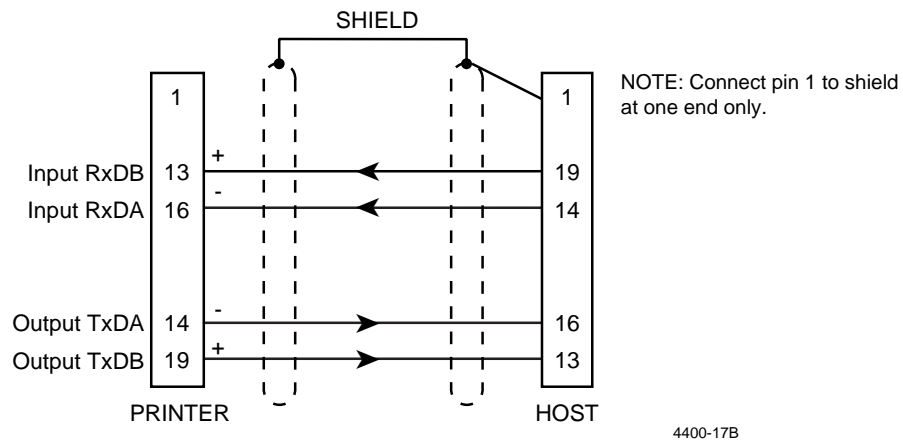 SHIELD
NOTE: Connect pin 1 to shield
at one end only.
1 1
Input RxDB 13 + 19
Input RxDA 16 - 14
Output TxDA 14 - 16
Output TxDB 19 + 13
PRINTER HOST
4400-17B